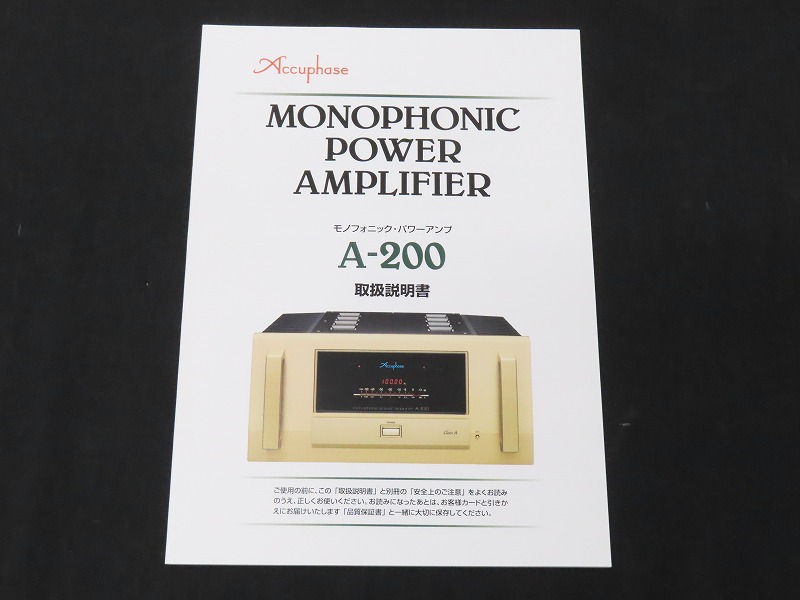 Accuphase
MONOPHONIC
POWER
AMPLIFIER
モノフォニック・パワーアンプ
A-200
取扱説明書
Accuphase
Class A
ご使用の前に、この「取扱説明書」と別冊の「安全上のご注意」をよくお読み
のうえ、正しくお使いください。お読みになったあとは、お客様カードと引きか
えにお届けいたします「品質保証書」と一緒に大切に保存してください。